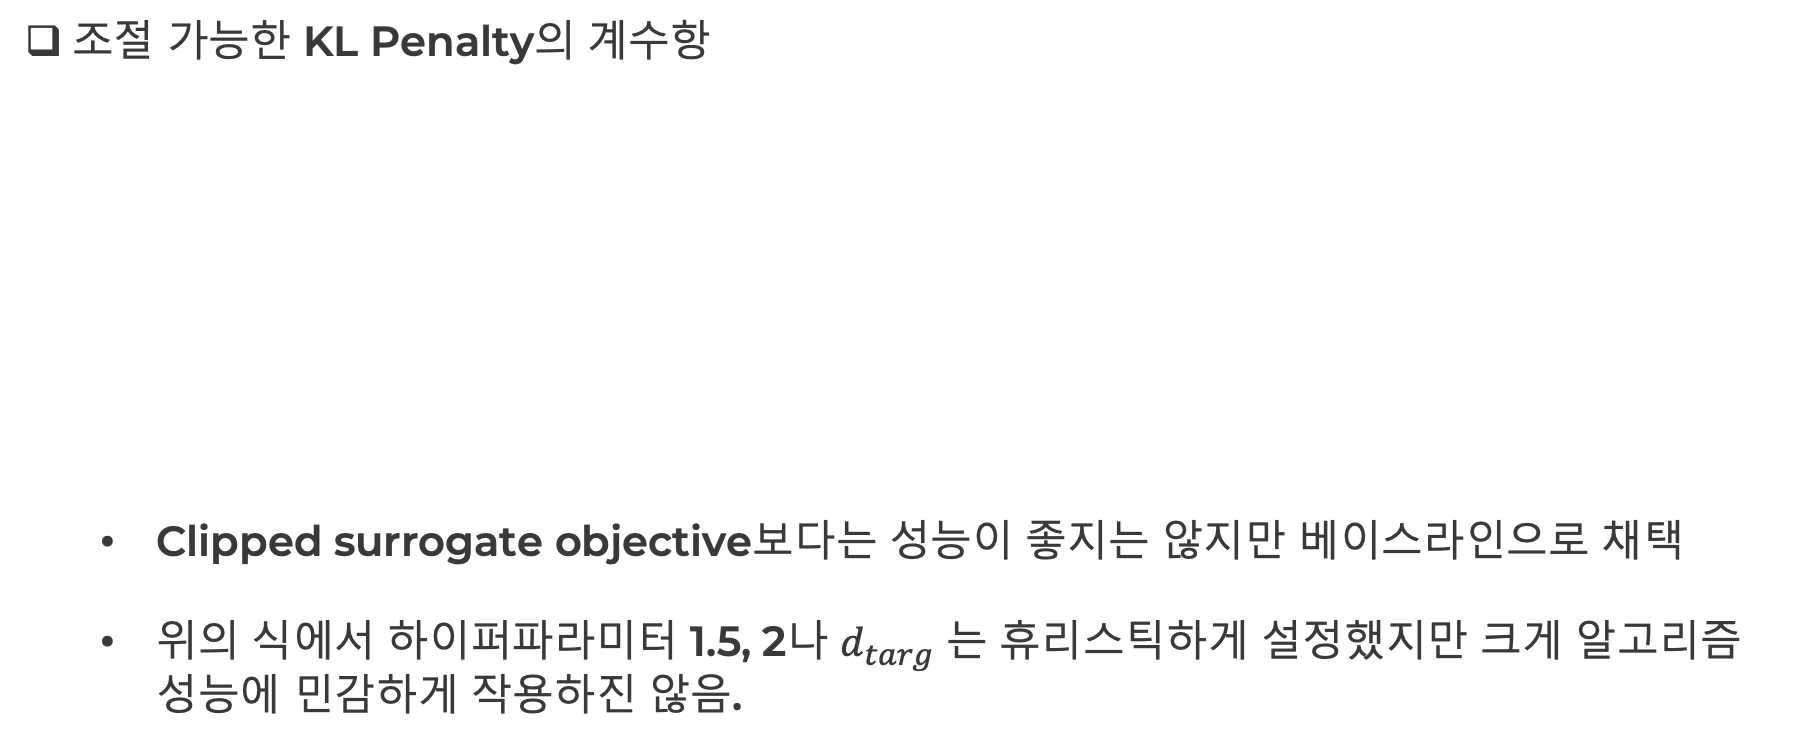 ❑ 조절 가능한 KL Penalty의 계수항
• Clipped surrogate objective보다는 성능이 좋지는 않지만 베이스라인으로 채택
• 위의 식에서 하이퍼파라미터 1.5, 2나 d_{targ} 는 휴리스틱하게 설정했지만 크게 알고리즘
성능에 민감하게 작용하진 않음.